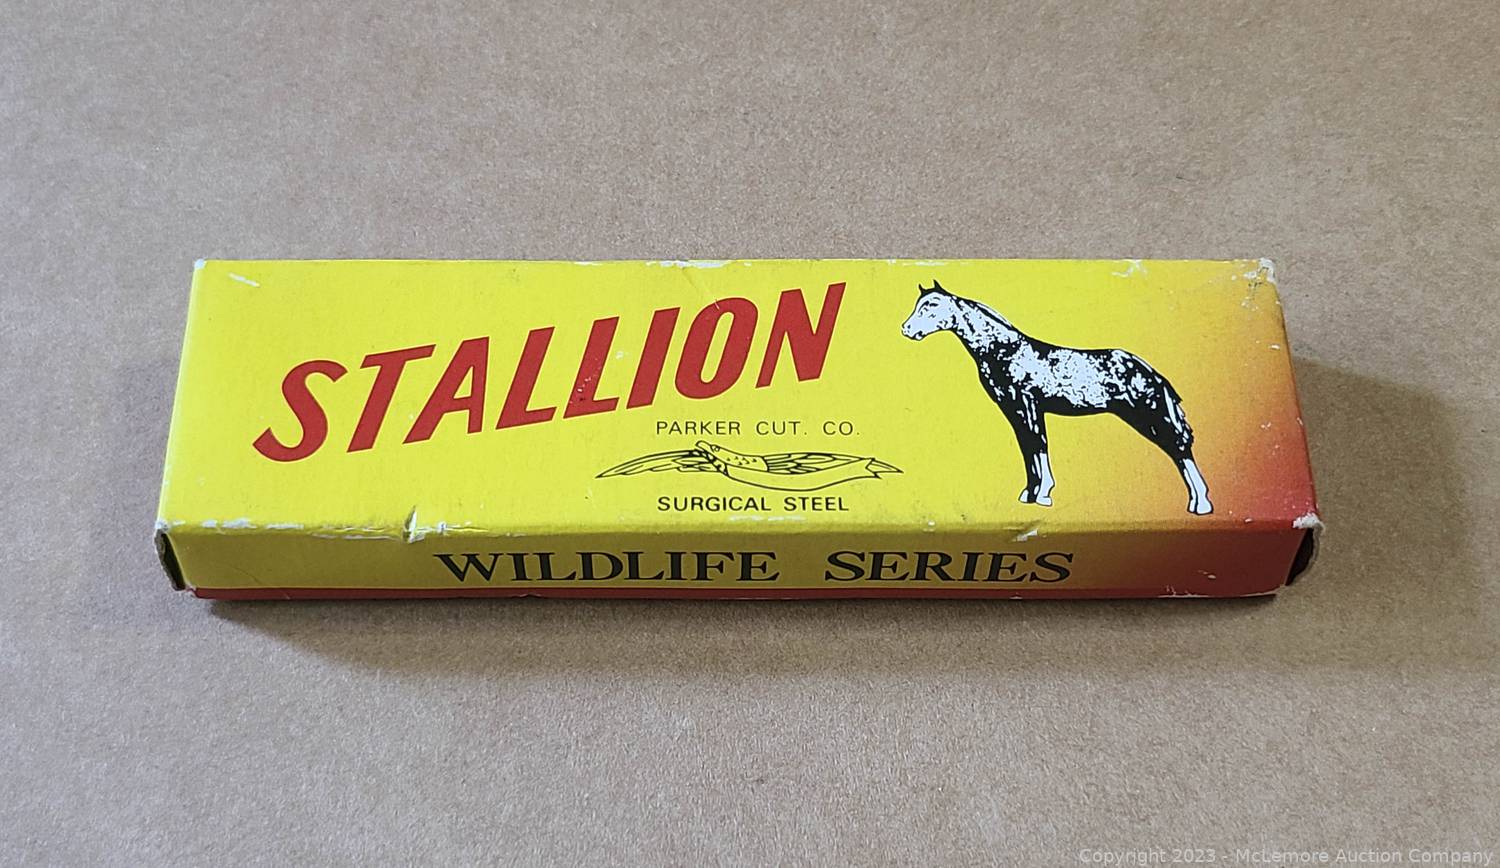 STALLION
PARKER CUT. CO.
SURGICAL STEEL
WILDLIFE SERIES
Copyright 2023 - McLemore Auction Company